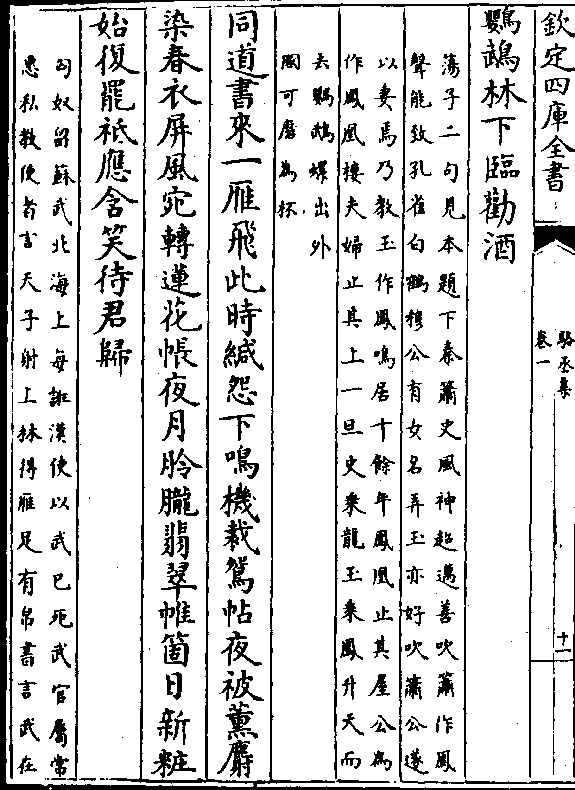 欽定四庫全書
駱丞集
卷一
十一
鸚鵡林下臨勸酒
蕩子二句見本題下秦蕭史風神超邁善吹簫作鳳
聲能致孔雀白鶴穆公有女名弄玉亦好吹簫公遂
以妻焉乃教玉作鳳鳴居十餘年鳳凰止其屋公為
作鳳凰樓夫婦止其上一旦史乗龍玉乗鳳升天而
去鸚鵡螺出外
國可磨為杯
同道書來一雁飛此時緘怨下鳴機裁鴛帖夜被薰麝
染春衣屏風宛轉蓮花帳夜月朎朧翡翠帷箇日新粧
始復罷祗應含笑待君歸
匈奴留蘇武北海上每誑漢使以武已死武官屬常
惠私教使者言天子射上林得雁足有帛書言武在